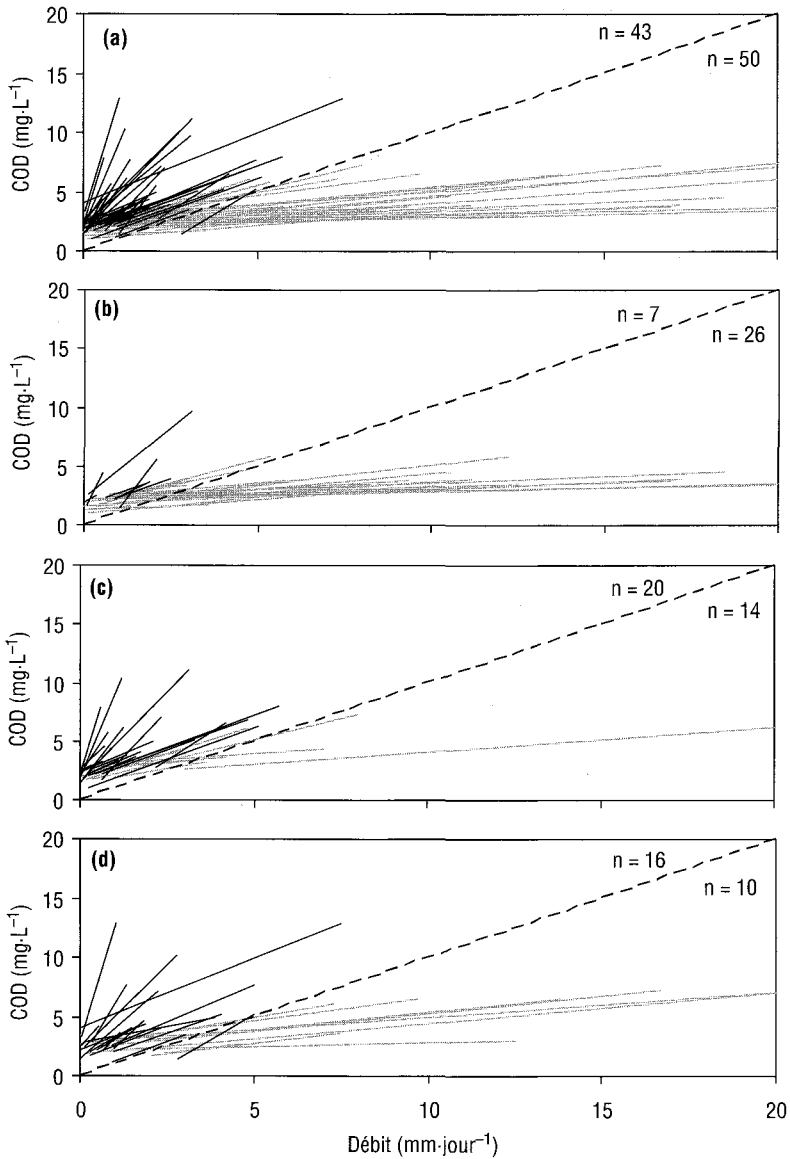 20
(a)
n = 43
n = 50
15
10
5
0
COD (mg·L⁻¹)
20
(b)
n = 7
n = 26
15
10
5
0
COD (mg·L⁻¹)
20
(c)
n = 20
n = 14
15
10
5
0
COD (mg·L⁻¹)
20
(d)
n = 16
n = 10
15
10
5
0
COD (mg·L⁻¹)
0 5 10 15 20
Débit (mm·jour⁻¹)